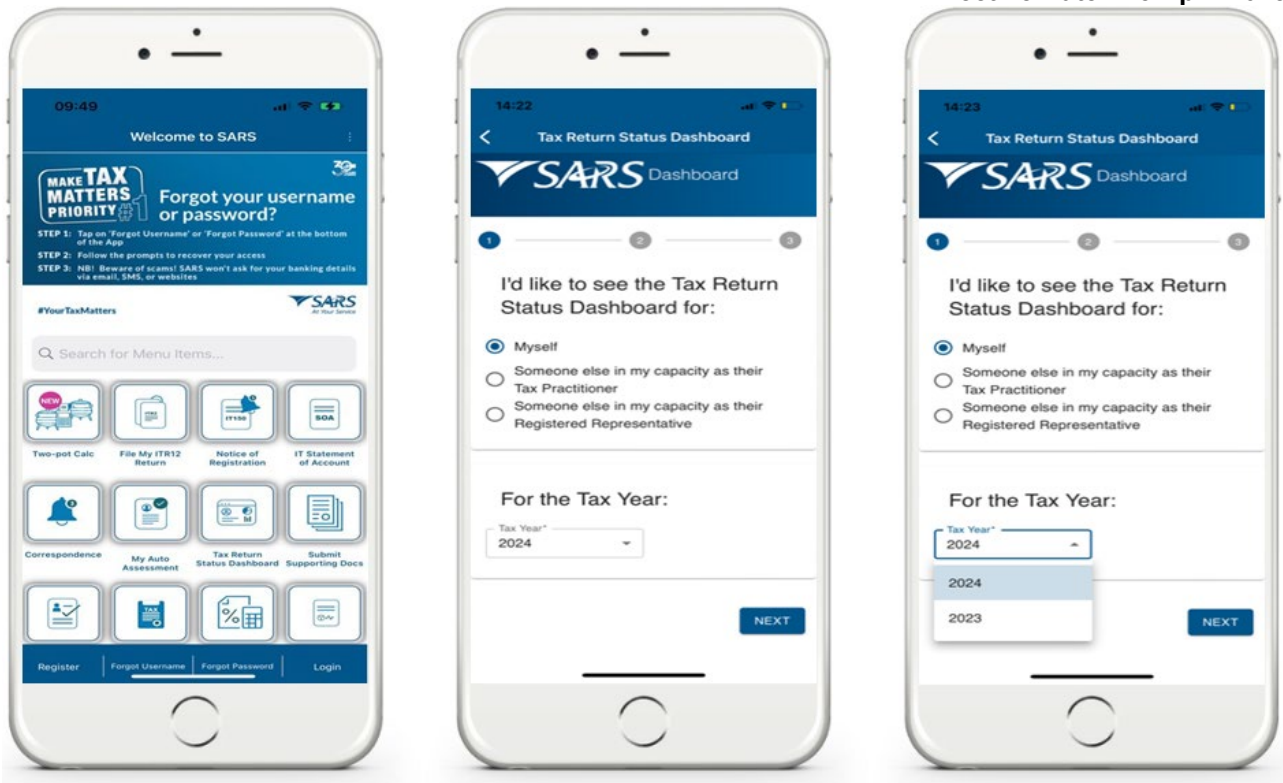 09:49
Welcome to SARS
MAKE TAX
MATTERS
PRIORITY #1
Forgot your username
or password?
STEP 1: Tap on 'Forgot Username' or 'Forgot Password' at the bottom
of the App
STEP 2: Follow the prompts to recover your access
STEP 3: NB! Beware of scams! SARS won't ask for your banking details
via email, SMS, or websites
#YourTaxMatters
SARS
At Your Service
Search for Menu Items...
NEW
IT150
SOA
Two-pot Calc
File My ITR12
Return
Notice of
Registration
IT Statement
of Account
Correspondence
My Auto
Assessment
Tax Return
Status Dashboard
Submit
Supporting Docs
TAX
Register
Forgot Username
Forgot Password
Login
14:22
Tax Return Status Dashboard
SARS Dashboard
1 2 3
I'd like to see the Tax Return
Status Dashboard for:
Myself
Someone else in my capacity as their
Tax Practitioner
Someone else in my capacity as their
Registered Representative
For the Tax Year:
Tax Year*
2024
NEXT
14:23
Tax Return Status Dashboard
SARS Dashboard
1 2 3
I'd like to see the Tax Return
Status Dashboard for:
Myself
Someone else in my capacity as their
Tax Practitioner
Someone else in my capacity as their
Registered Representative
For the Tax Year:
Tax Year*
2024
2024
2023
NEXT